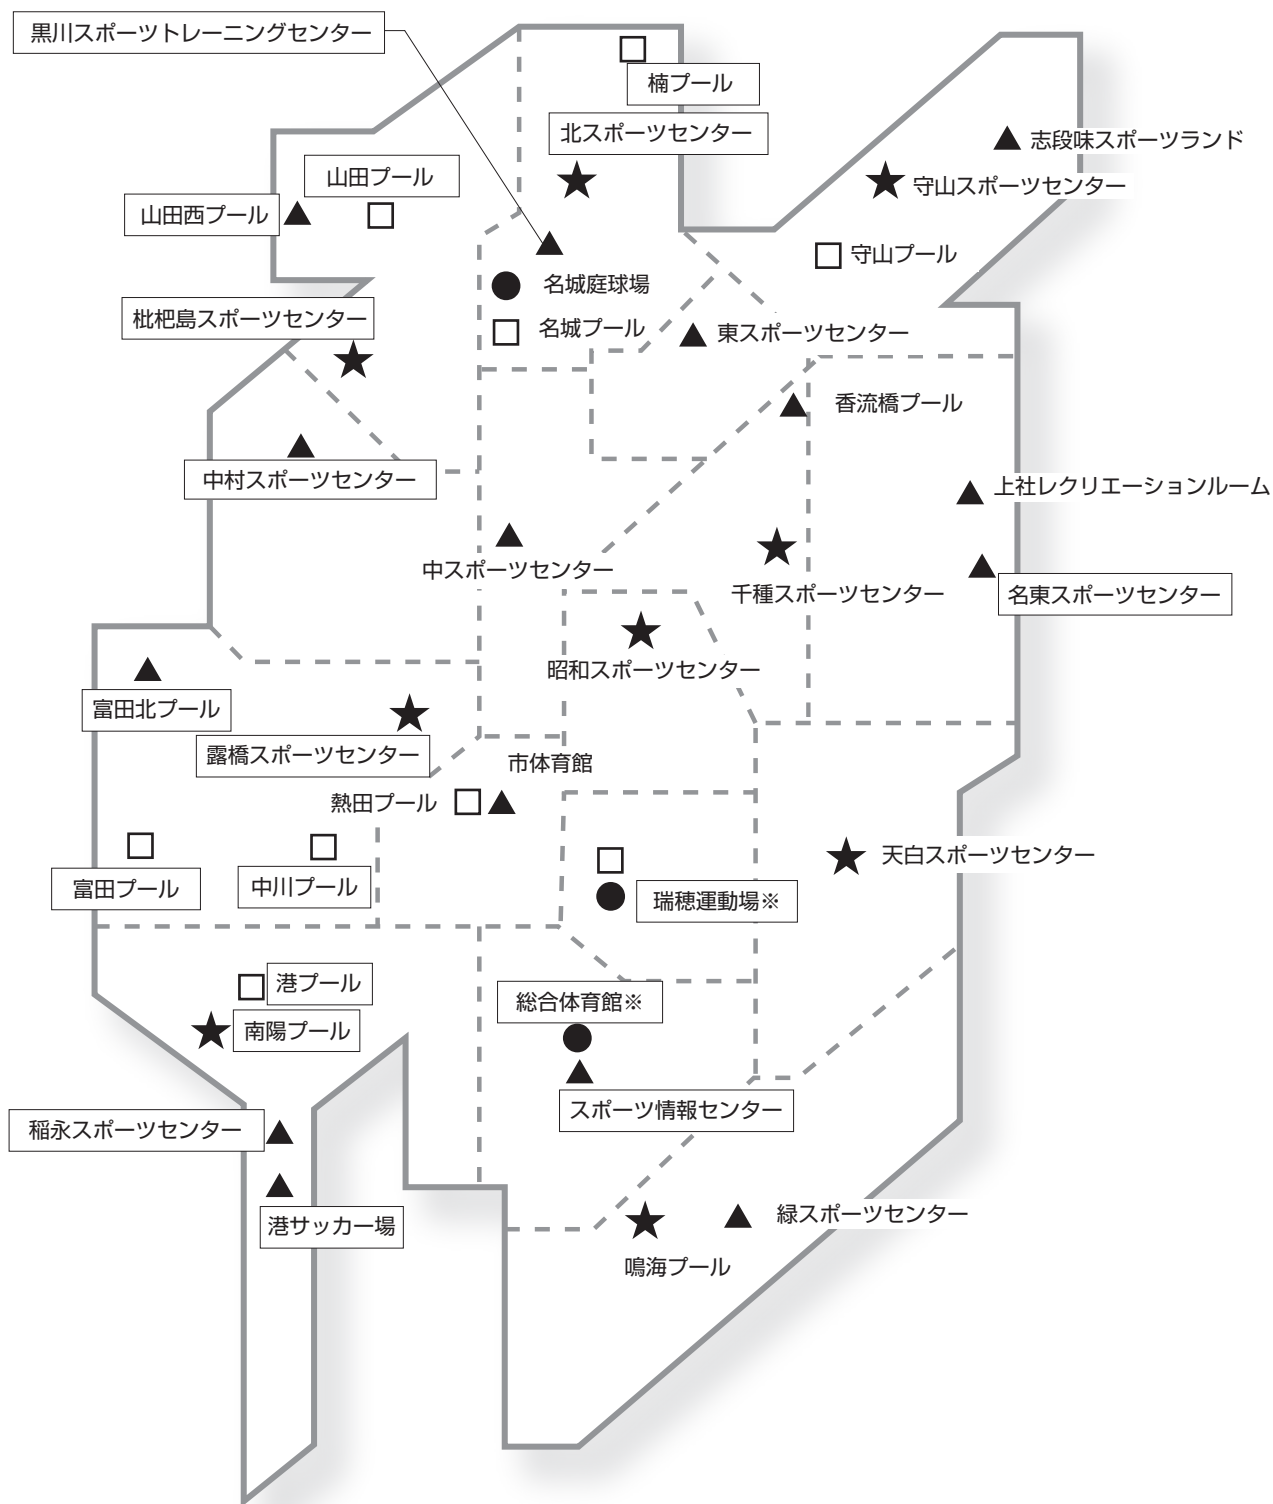 黒川スポーツトレーニングセンター
楠プール
北スポーツセンター
志段味スポーツランド
山田プール
守山スポーツセンター
山田西プール
守山プール
名城庭球場
枇杷島スポーツセンター
名城プール
東スポーツセンター
香流橋プール
中村スポーツセンター
上社レクリエーションルーム
中スポーツセンター
千種スポーツセンター
名東スポーツセンター
昭和スポーツセンター
富田北プール
露橋スポーツセンター
市体育館
熱田プール
天白スポーツセンター
富田プール
中川プール
瑞穂運動場※
港プール
総合体育館※
南陽プール
スポーツ情報センター
稲永スポーツセンター
港サッカー場
緑スポーツセンター
鳴海プール